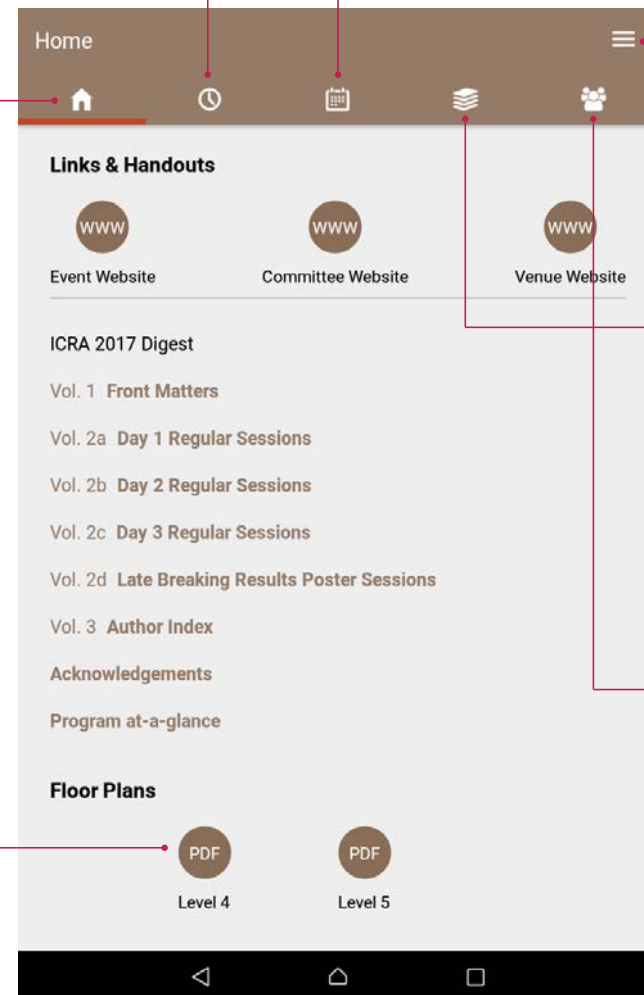 Home
Links & Handouts
www www www
Event Website Committee Website Venue Website
ICRA 2017 Digest
Vol. 1 Front Matters
Vol. 2a Day 1 Regular Sessions
Vol. 2b Day 2 Regular Sessions
Vol. 2c Day 3 Regular Sessions
Vol. 2d Late Breaking Results Poster Sessions
Vol. 3 Author Index
Acknowledgements
Program at-a-glance
Floor Plans
PDF PDF
Level 4 Level 5